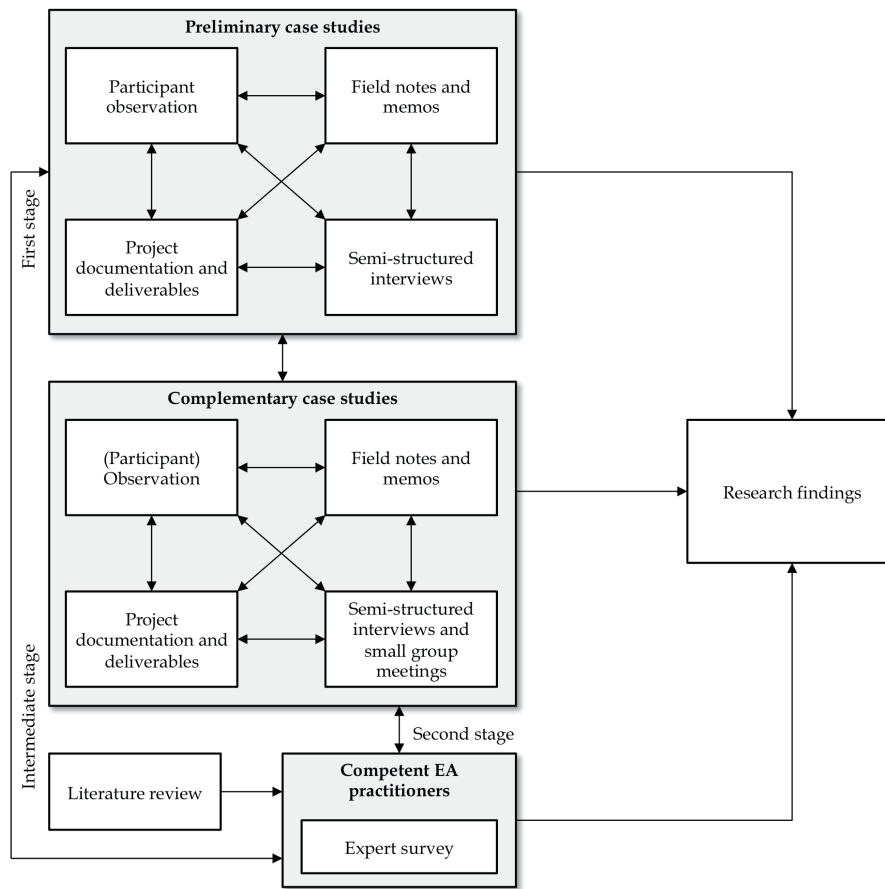 Preliminary case studies
Participant
observation
Field notes and
memos
First stage
Project
documentation and
deliverables
Semi-structured
interviews
Complementary case studies
(Participant)
Observation
Field notes and
memos
Research findings
Project
documentation and
deliverables
Semi-structured
interviews and
small group
meetings
Intermediate stage
Second stage
Literature review
Competent EA
practitioners
Expert survey